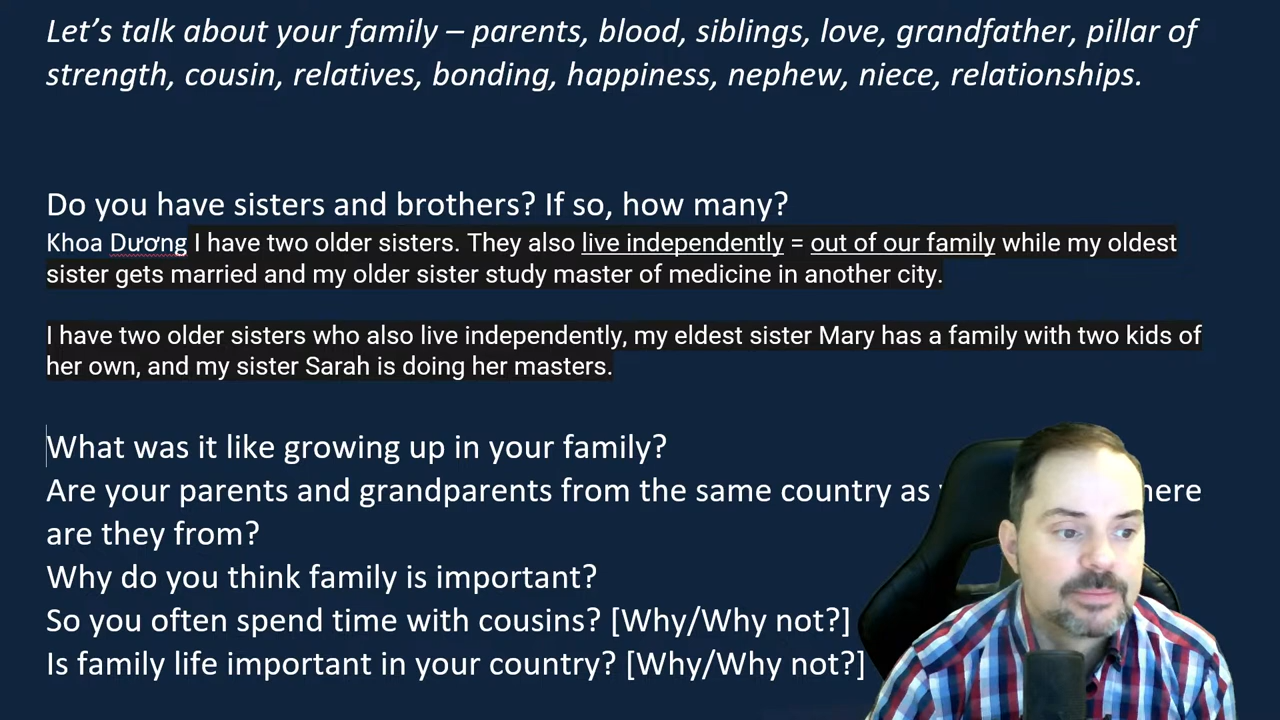 Let’s talk about your family – parents, blood, siblings, love, grandfather, pillar of
strength, cousin, relatives, bonding, happiness, nephew, niece, relationships.
Do you have sisters and brothers? If so, how many?
Khoa Dương I have two older sisters. They also live independently = out of our family while my oldest
sister gets married and my older sister study master of medicine in another city.
I have two older sisters who also live independently, my eldest sister Mary has a family with two kids of
her own, and my sister Sarah is doing her masters.
What was it like growing up in your family?
Are your parents and grandparents from the same country as
are they from?
Why do you think family is important?
So you often spend time with cousins? [Why/Why not?]
Is family life important in your country? [Why/Why not?]